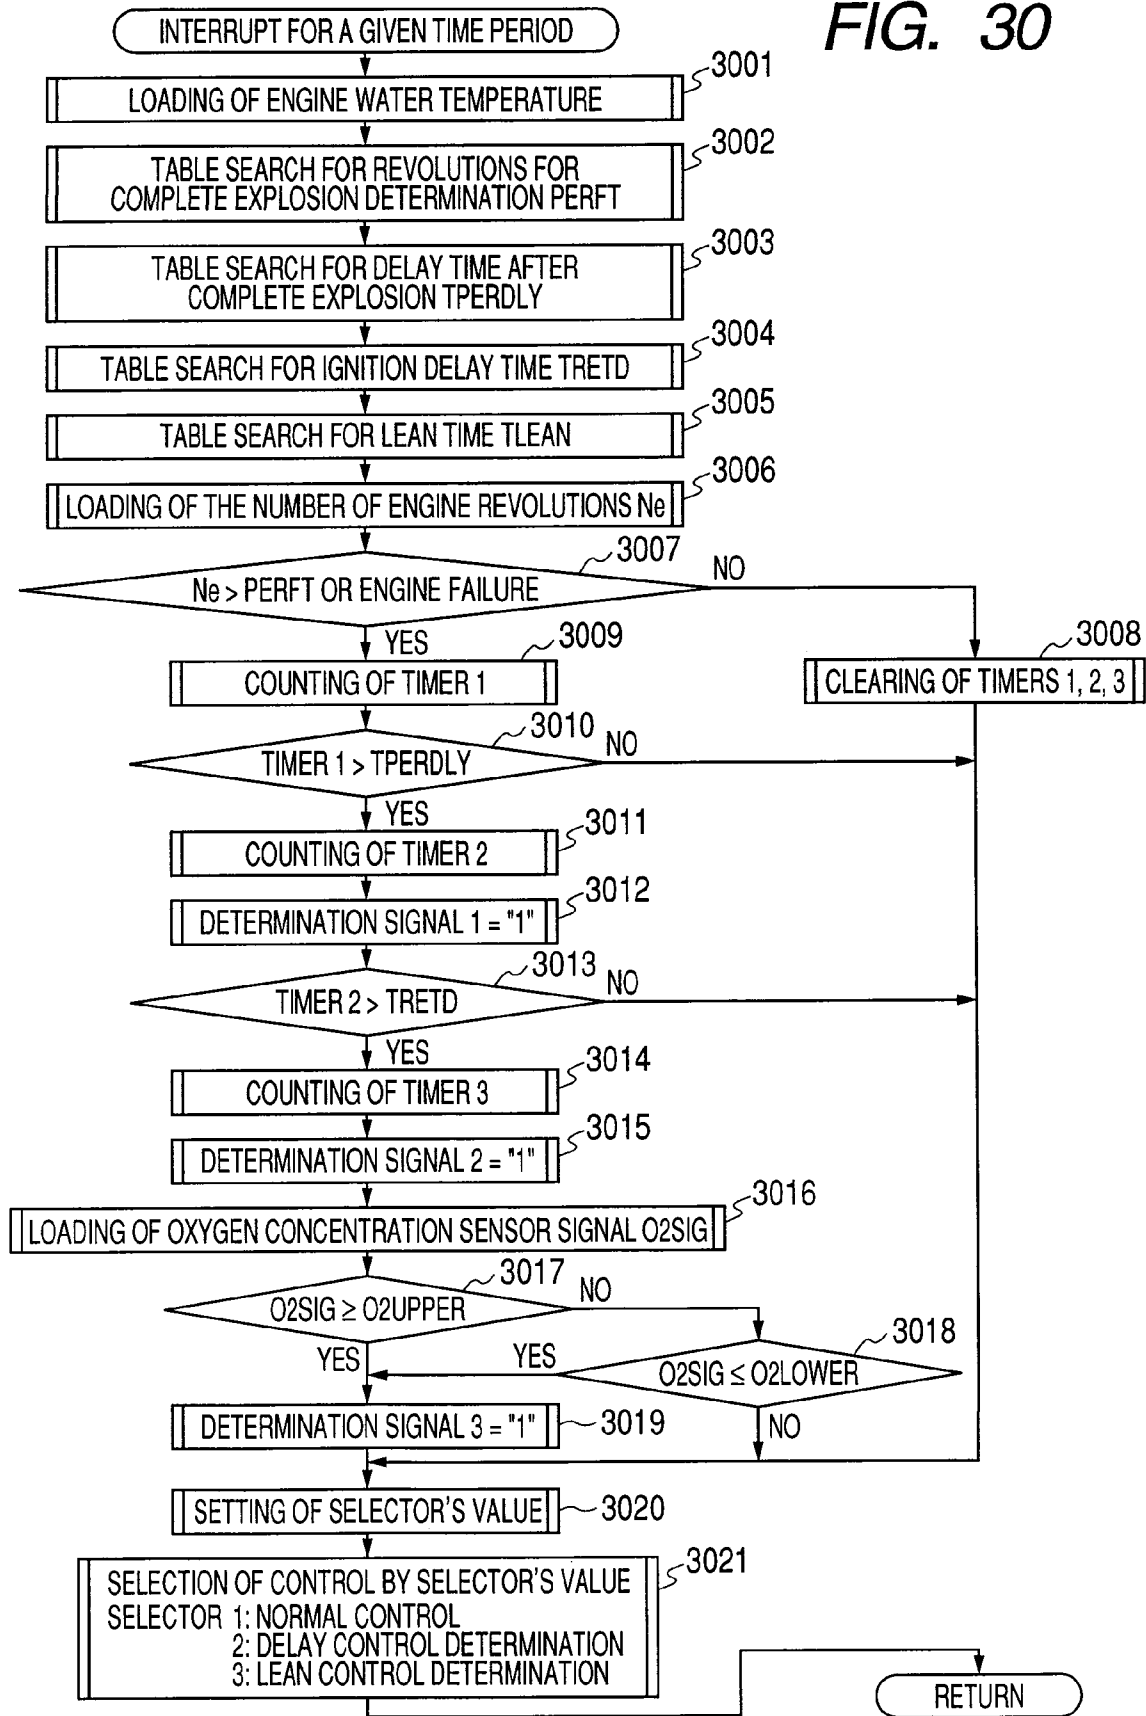 FIG. 30
INTERRUPT FOR A GIVEN TIME PERIOD
3001
LOADING OF ENGINE WATER TEMPERATURE
3002
TABLE SEARCH FOR REVOLUTIONS FOR
COMPLETE EXPLOSION DETERMINATION PERFT
3003
TABLE SEARCH FOR DELAY TIME AFTER
COMPLETE EXPLOSION TPERDLY
3004
TABLE SEARCH FOR IGNITION DELAY TIME TRETD
3005
TABLE SEARCH FOR LEAN TIME TLEAN
3006
LOADING OF THE NUMBER OF ENGINE REVOLUTIONS Ne
3007
Ne > PERFT OR ENGINE FAILURE
NO
YES
3009
COUNTING OF TIMER 1
3008
CLEARING OF TIMERS 1, 2, 3
3010
TIMER 1 > TPERDLY
NO
YES
3011
COUNTING OF TIMER 2
3012
DETERMINATION SIGNAL 1 = "1"
3013
TIMER 2 > TRETD
NO
YES
3014
COUNTING OF TIMER 3
3015
DETERMINATION SIGNAL 2 = "1"
3016
LOADING OF OXYGEN CONCENTRATION SENSOR SIGNAL O2SIG
3017
O2SIG ≥ O2UPPER
NO
YES
3018
O2SIG ≤ O2LOWER
YES
NO
DETERMINATION SIGNAL 3 = "1"
3019
SETTING OF SELECTOR'S VALUE
3020
3021
SELECTION OF CONTROL BY SELECTOR'S VALUE
SELECTOR 1: NORMAL CONTROL
2: DELAY CONTROL DETERMINATION
3: LEAN CONTROL DETERMINATION
RETURN